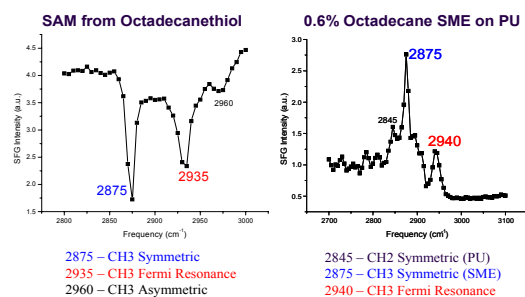 SAM from Octadecanethiol
0.6% Octadecane SME on PU
SFG Intensity (a.u.)
4.5
4.0
3.5
3.0
2.5
2.0
1.5
2800
2850
2900
2950
3000
Frequency (cm⁻¹)
2875
2935
2960
SFG Intensity (a.u.)
3.0
2.5
2.0
1.5
1.0
0.5
2700
2800
2900
3000
3100
Frequency (cm⁻¹)
2845
2875
2940
2875 – CH3 Symmetric
2935 – CH3 Fermi Resonance
2960 – CH3 Asymmetric
2845 – CH2 Symmetric (PU)
2875 – CH3 Symmetric (SME)
2940 – CH3 Fermi Resonance